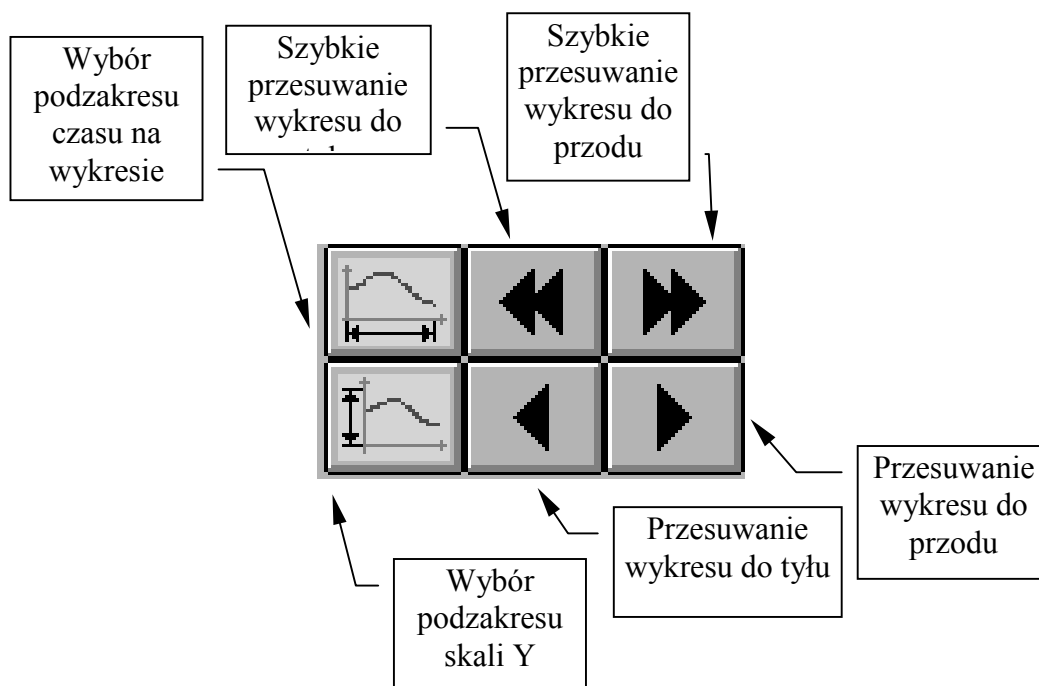 Wybór
podzakresu
czasu na
wykresie
Szybkie
przesuwanie
wykresu do
Szybkie
przesuwanie
wykresu do
przodu
Przesuwanie
wykresu do
przodu
Przesuwanie
wykresu do tyłu
Wybór
podzakresu
skali Y